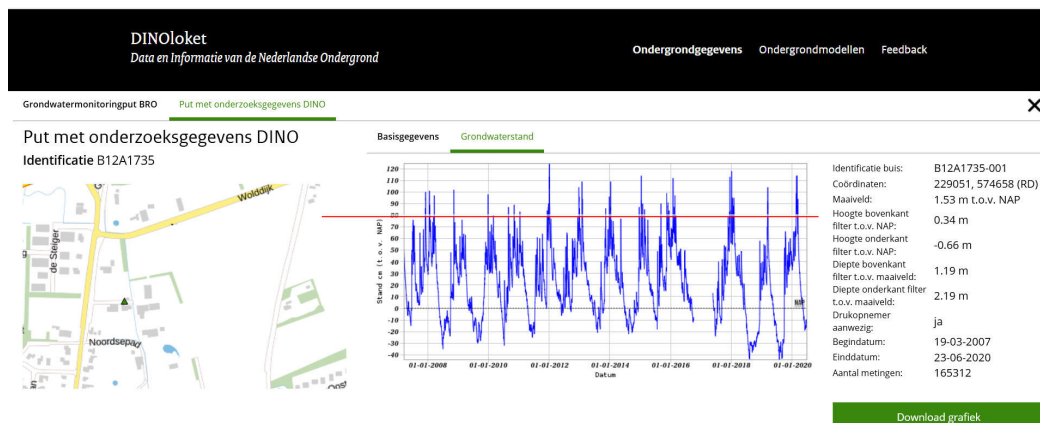 DINOloket
Data en Informatie van de Nederlandse Ondergrond
Ondergrondgegevens Ondergrondmodellen Feedback
Grondwatermonitoringput BRO Put met onderzoeksgegevens DINO
Put met onderzoeksgegevens DINO
Identificatie B12A1735
Wolddijk
de Steiger
Noordsepad
Basisgegevens Grondwaterstand
Stand cm (t.o.v. NAP)
120
110
100
90
80
70
60
50
40
30
20
10
0
-10
-20
-30
-40
NAP
01-01-2008 01-01-2010 01-01-2012 01-01-2014 01-01-2016 01-01-2018 01-01-2020
Datum
Identificatie buis: B12A1735-001
Coördinaten: 229051, 574658 (RD)
Maaiveld: 1.53 m t.o.v. NAP
Hoogte bovenkant
filter t.o.v. NAP: 0.34 m
Hoogte onderkant
filter t.o.v. NAP: -0.66 m
Diepte bovenkant
filter t.o.v. maaiveld: 1.19 m
Diepte onderkant filter
t.o.v. maaiveld: 2.19 m
Drukopnemer
aanwezig: ja
Begindatum: 19-03-2007
Einddatum: 23-06-2020
Aantal metingen: 165312
Download grafiek